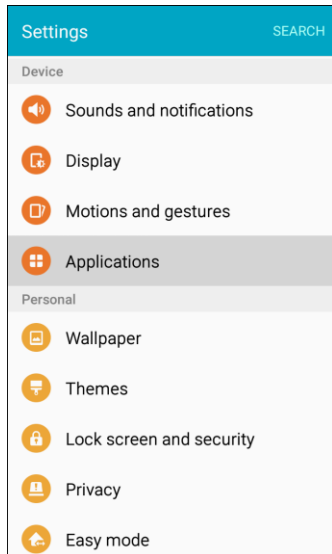 Settings
SEARCH
Device
Sounds and notifications
Display
Motions and gestures
Applications
Personal
Wallpaper
Themes
Lock screen and security
Privacy
Easy mode